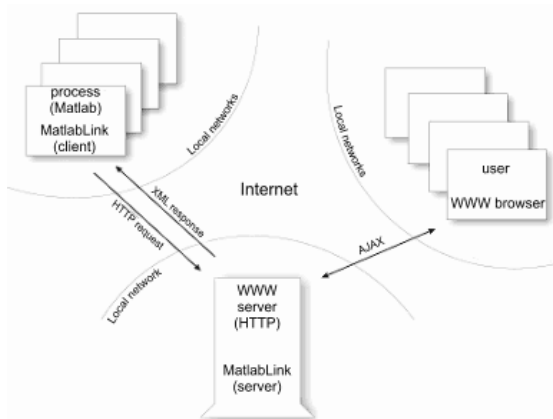 process
(Matlab)
MatlabLink
(client)
Local networks
Local networks
user
WWW browser
Internet
XML response
HTTP request
AJAX
Local network
WWW
server
(HTTP)
MatlabLink
(server)